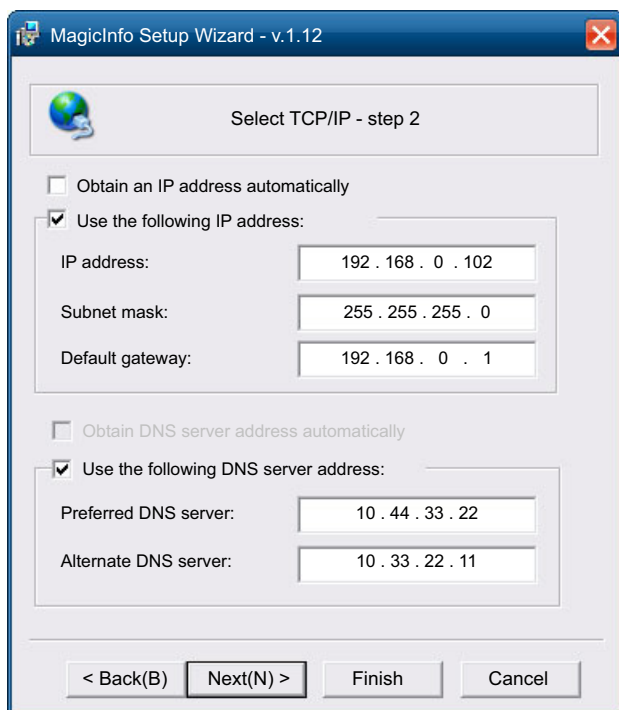 MagicInfo Setup Wizard - v.1.12
Select TCP/IP - step 2
Obtain an IP address automatically
Use the following IP address:
IP address: 192 . 168 . 0 . 102
Subnet mask: 255 . 255 . 255 . 0
Default gateway: 192 . 168 . 0 . 1
Obtain DNS server address automatically
Use the following DNS server address:
Preferred DNS server: 10 . 44 . 33 . 22
Alternate DNS server: 10 . 33 . 22 . 11
< Back(B) Next(N) > Finish Cancel